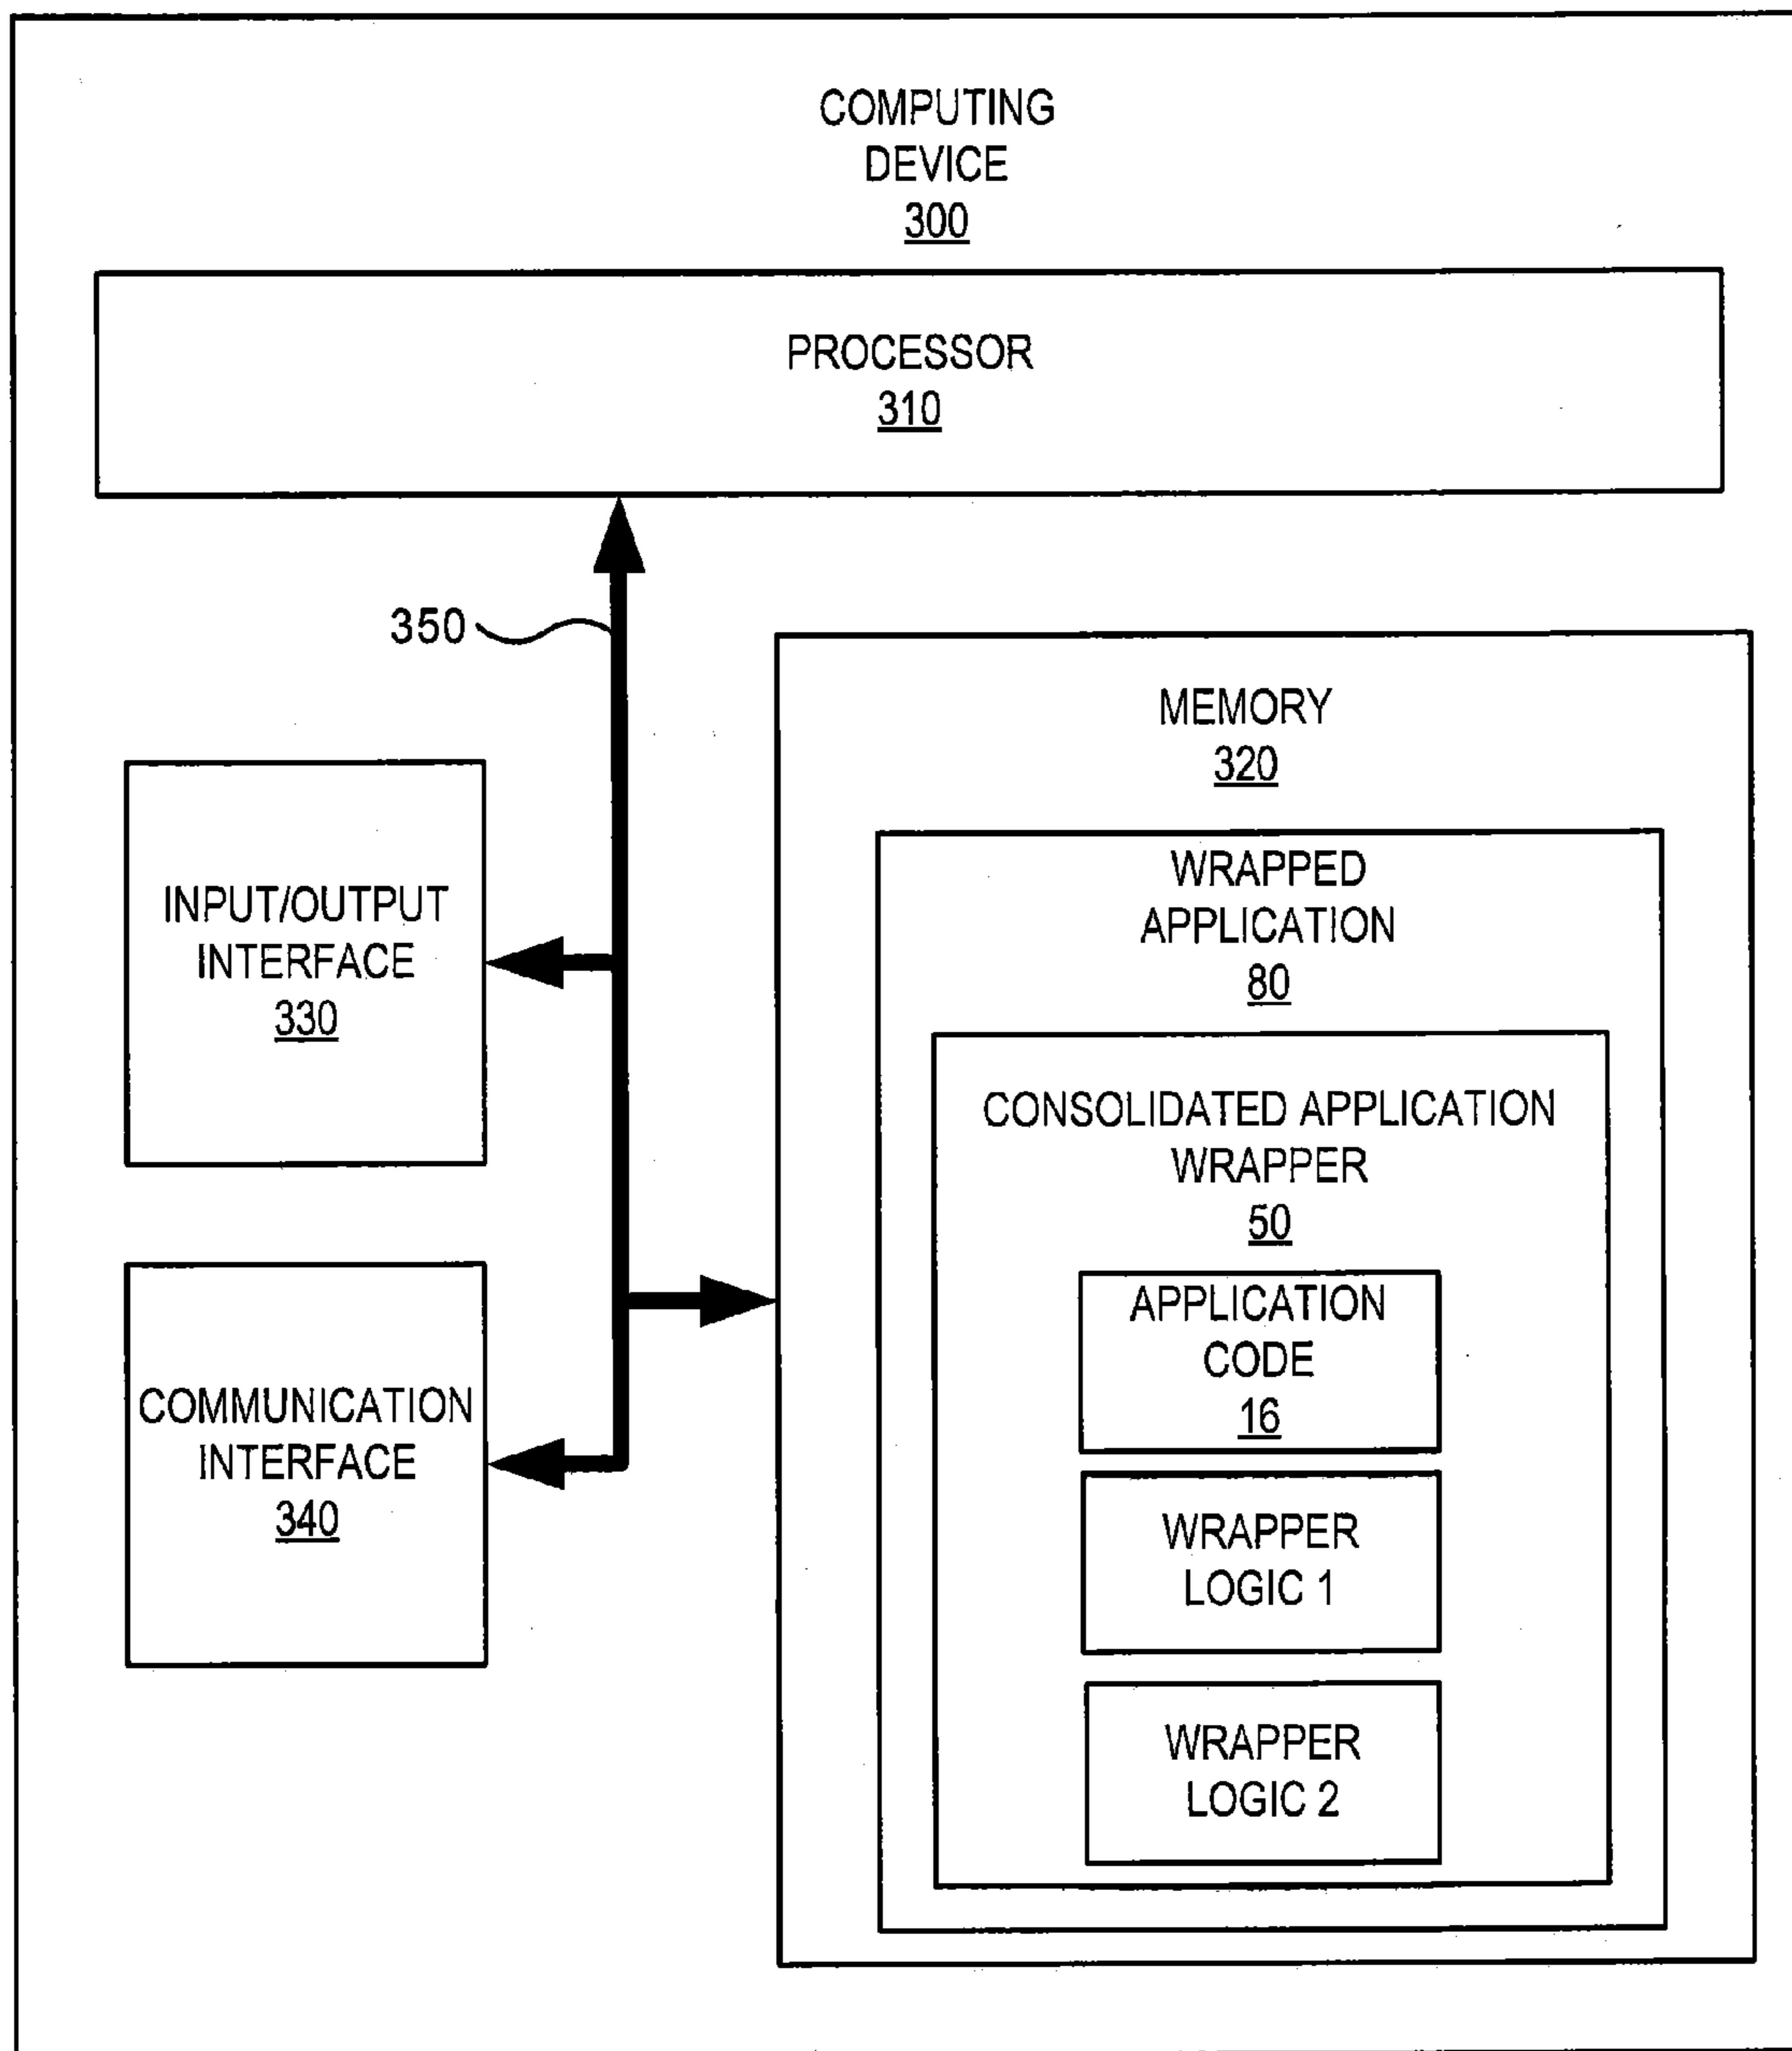 COMPUTING
DEVICE
300
PROCESSOR
310
350
MEMORY
320
WRAPPED
APPLICATION
80
INPUT/OUTPUT
INTERFACE
330
CONSOLIDATED APPLICATION
WRAPPER
50
APPLICATION
CODE
16
COMMUNICATION
INTERFACE
340
WRAPPER
LOGIC 1
WRAPPER
LOGIC 2